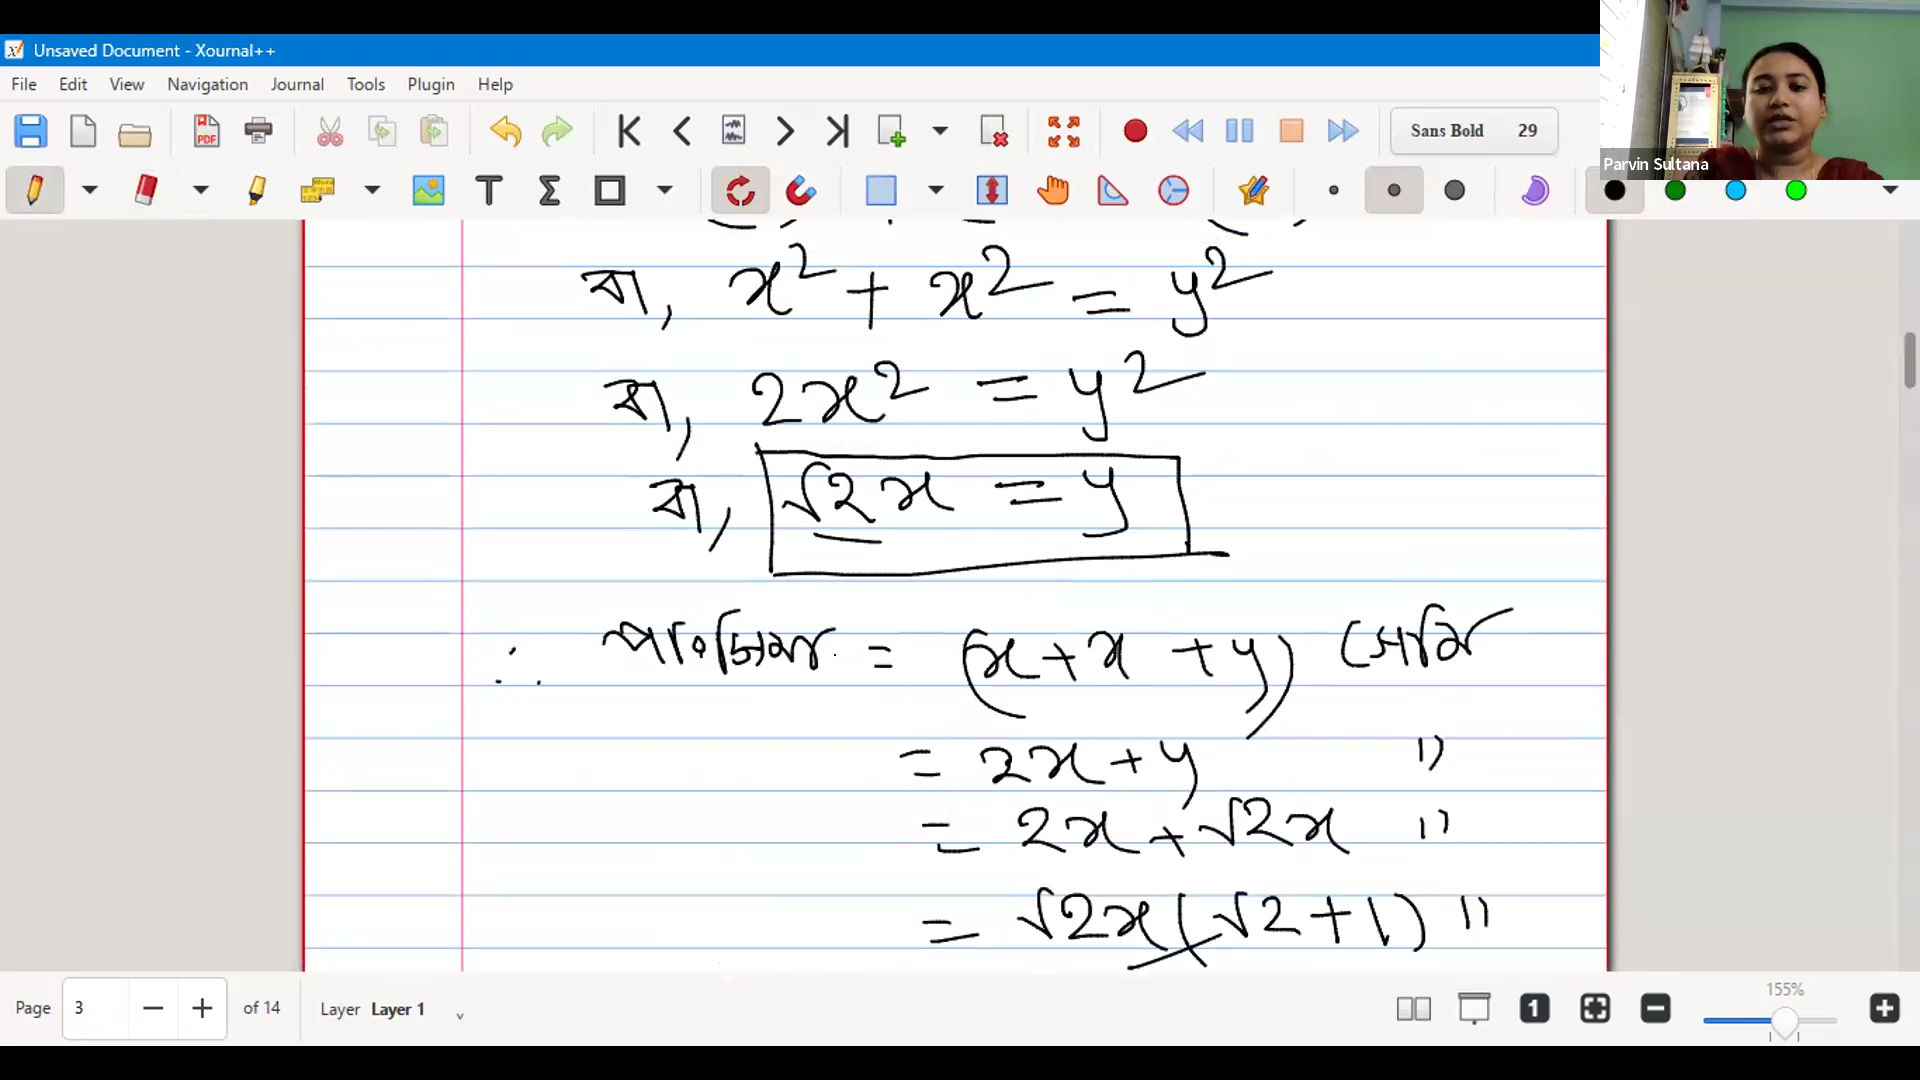 Unsaved Document - Xournal++
File Edit View Navigation Journal Tools Plugin Help
Sans Bold 29
Parvin Sultana
বা, x² + x² = y²
বা, 2x² = y²
বা, √2x = y
∴ পরিসীমা = (x + x + y) সেমি
= 2x + y "
= 2x + √2x "
= √2x(√2 + 1) "
Page 3 of 14 Layer Layer 1 155%